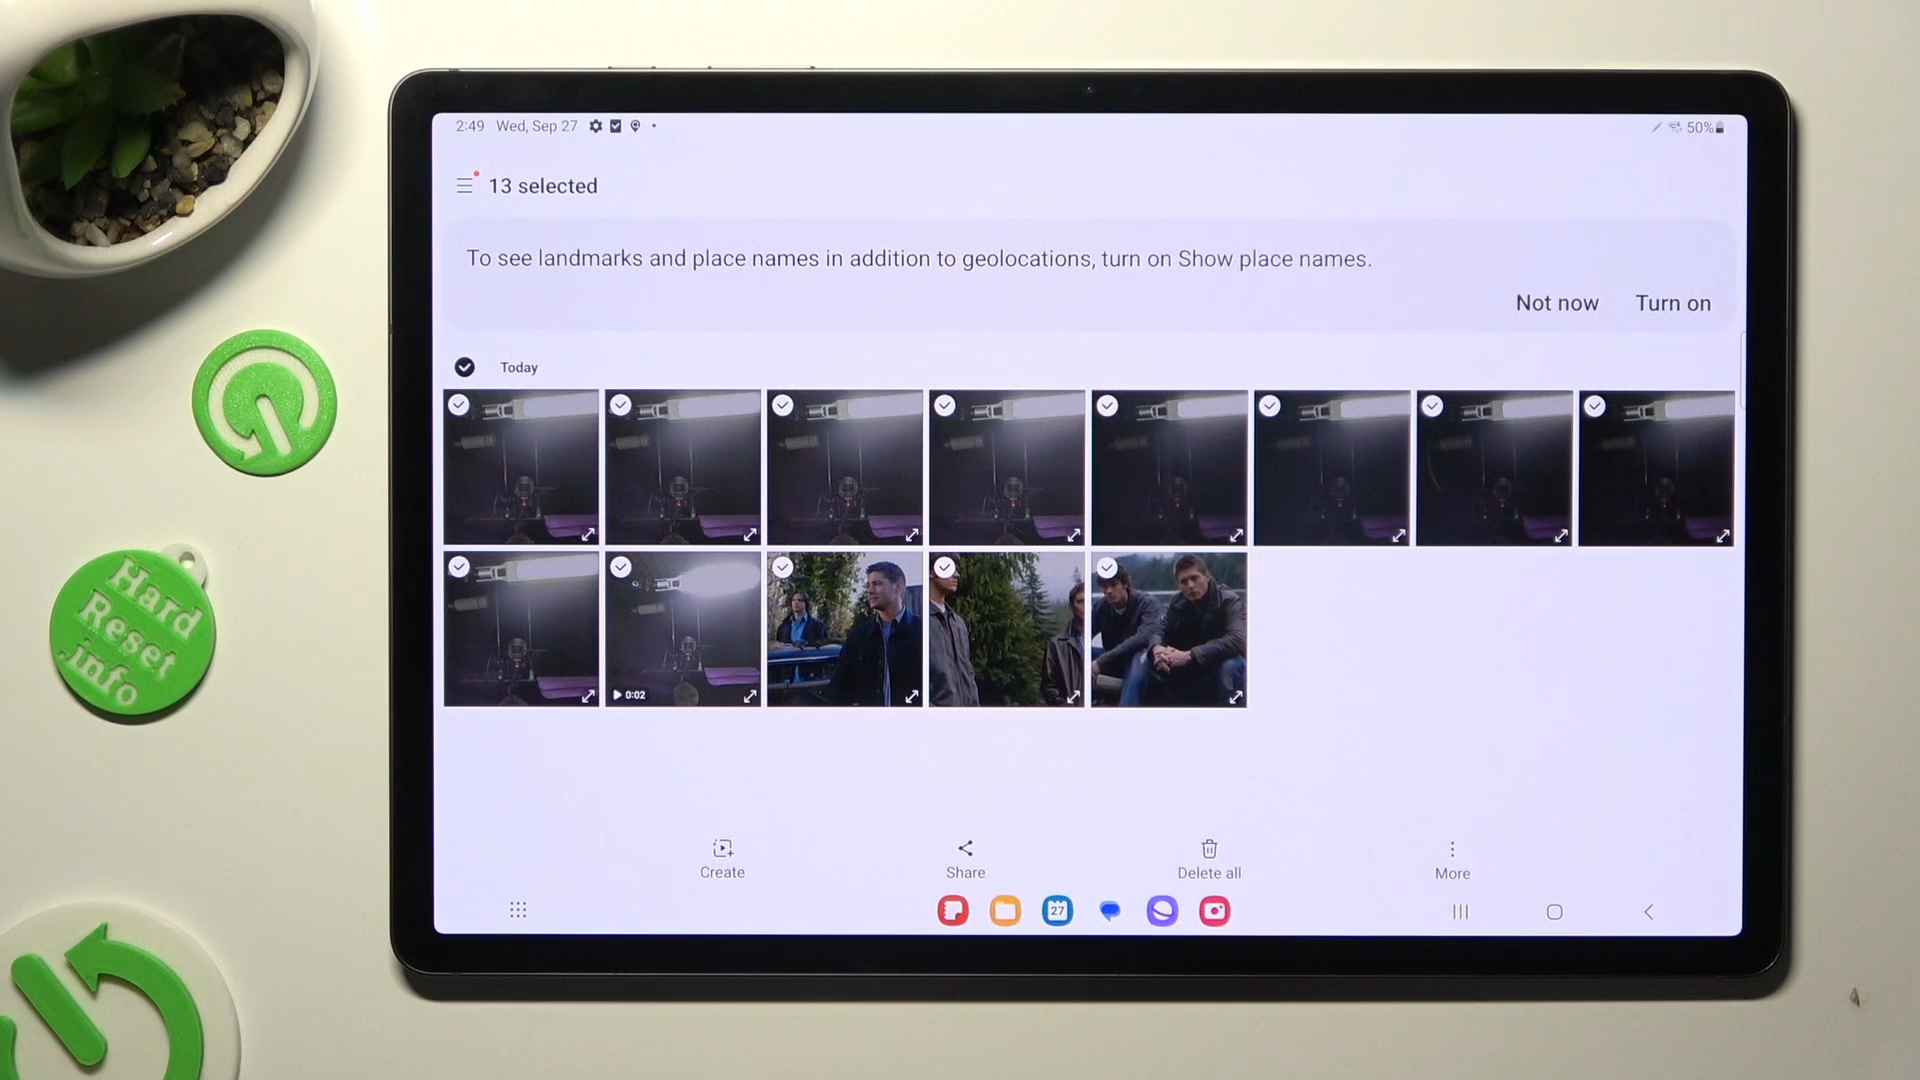 2:49 Wed, Sep 27
50%
13 selected
To see landmarks and place names in addition to geolocations, turn on Show place names.
Not now Turn on
Today
0:02
Create Share Delete all More
27
Hard
Reset
.info